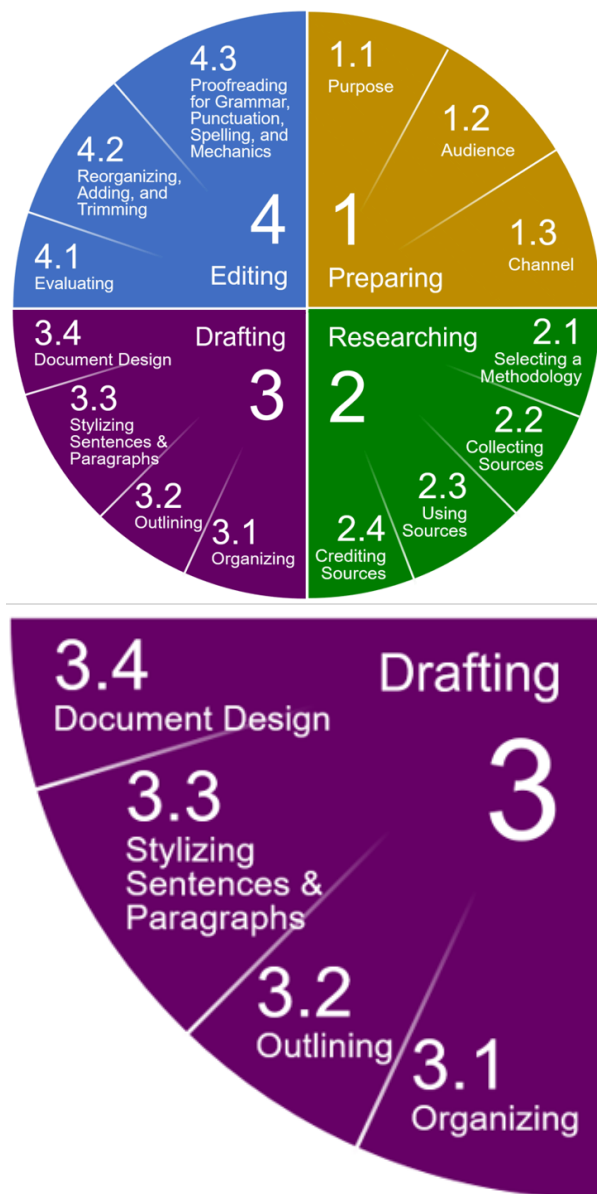 1.1
Purpose
1.2
Audience
1.3
Channel
1
Preparing
2.1
Selecting a
Methodology
2.2
Collecting
Sources
2.3
Using
Sources
2.4
Crediting
Sources
Researching
2
Drafting
3
3.1
Organizing
3.2
Outlining
3.3
Stylizing
Sentences &
Paragraphs
3.4
Document Design
4
Editing
4.1
Evaluating
4.2
Reorganizing,
Adding, and
Trimming
4.3
Proofreading
for Grammar,
Punctuation,
Spelling, and
Mechanics
Drafting
3
3.1
Organizing
3.2
Outlining
3.3
Stylizing
Sentences &
Paragraphs
3.4
Document Design